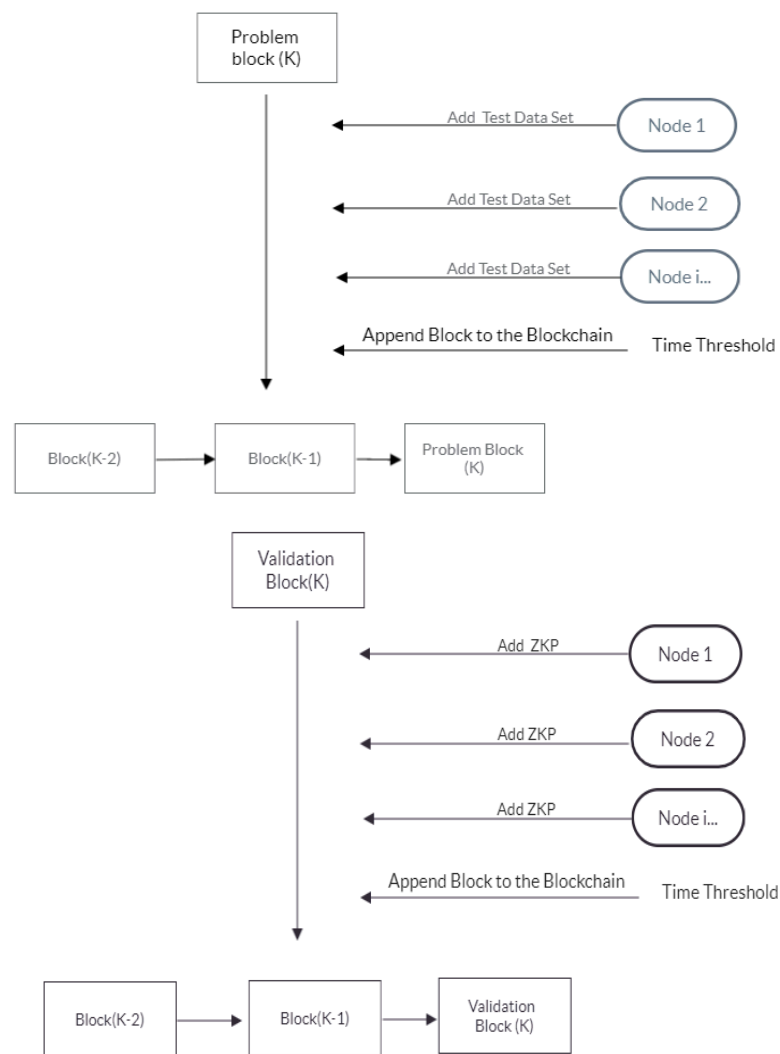 Problem
block (K)
Add Test Data Set
Node 1
Add Test Data Set
Node 2
Add Test Data Set
Node i...
Append Block to the Blockchain
Time Threshold
Block(K-2)
Block(K-1)
Problem Block
(K)
Validation
Block(K)
Add ZKP
Node 1
Add ZKP
Node 2
Add ZKP
Node i...
Append Block to the Blockchain
Time Threshold
Block(K-2)
Block(K-1)
Validation
Block (K)